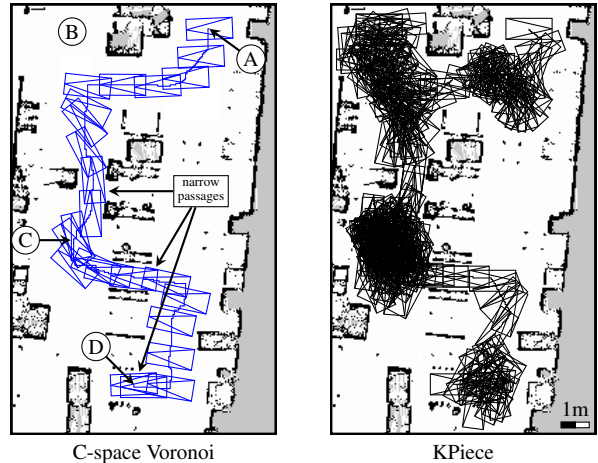 B
A
narrow
passages
C
D
1m
C-space Voronoi
KPiece